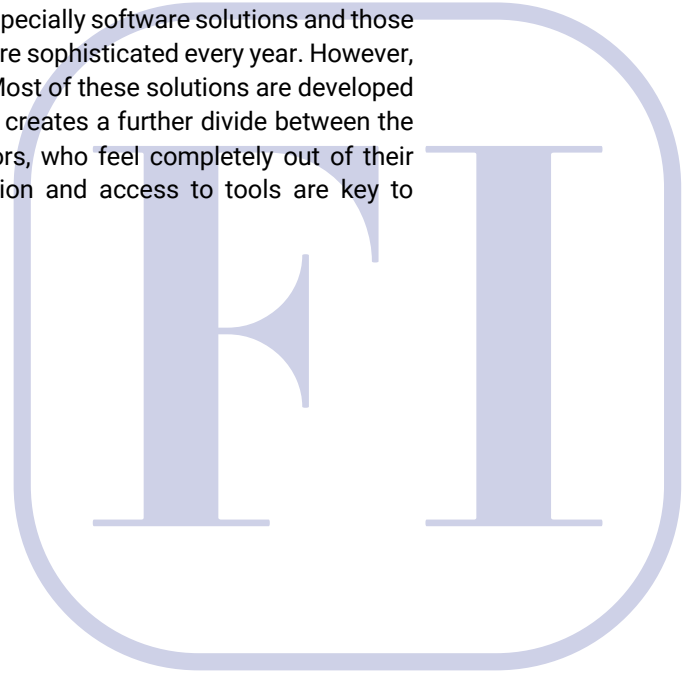 pecially software solutions and those
re sophisticated every year. However,
Most of these solutions are developed
creates a further divide between the
ors, who feel completely out of their
ion and access to tools are key to
FI